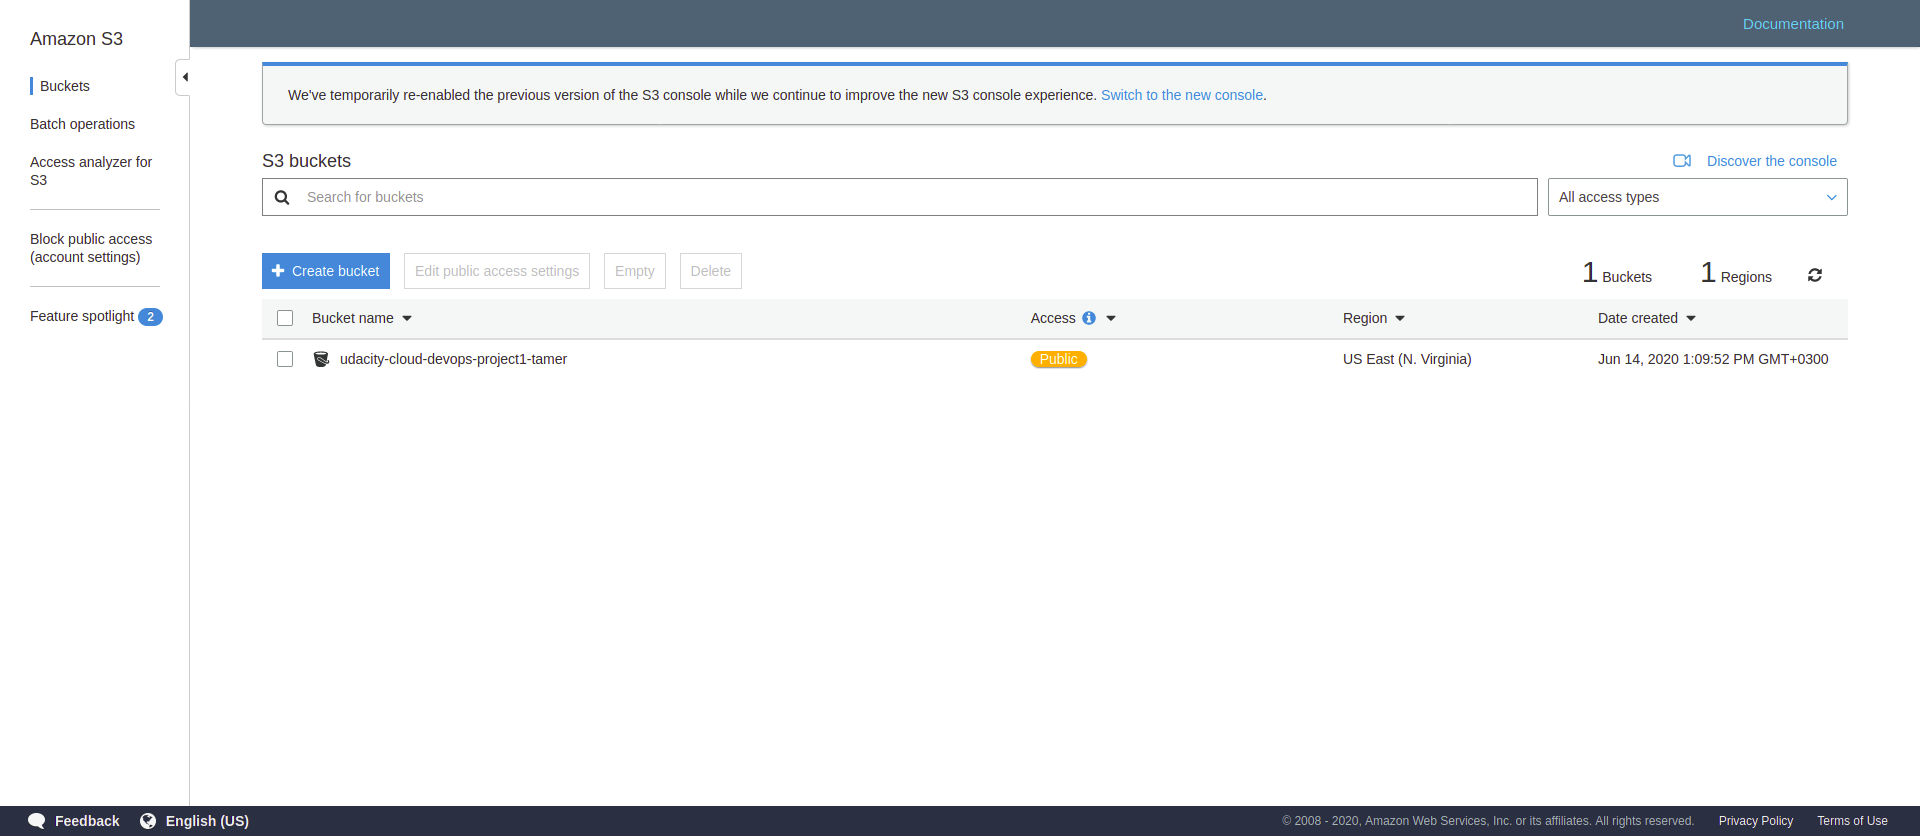 Amazon S3
Buckets
Batch operations
Access analyzer for
S3
Block public access
(account settings)
Feature spotlight 2
Documentation
We've temporarily re-enabled the previous version of the S3 console while we continue to improve the new S3 console experience. Switch to the new console.
S3 buckets
Discover the console
Search for buckets
All access types
Create bucket
Edit public access settings
Empty
Delete
1 Buckets
1 Regions
Bucket name
Access
Region
Date created
udacity-cloud-devops-project1-tamer
Public
US East (N. Virginia)
Jun 14, 2020 1:09:52 PM GMT+0300
Feedback
English (US)
© 2008 - 2020, Amazon Web Services, Inc. or its affiliates. All rights reserved.
Privacy Policy
Terms of Use